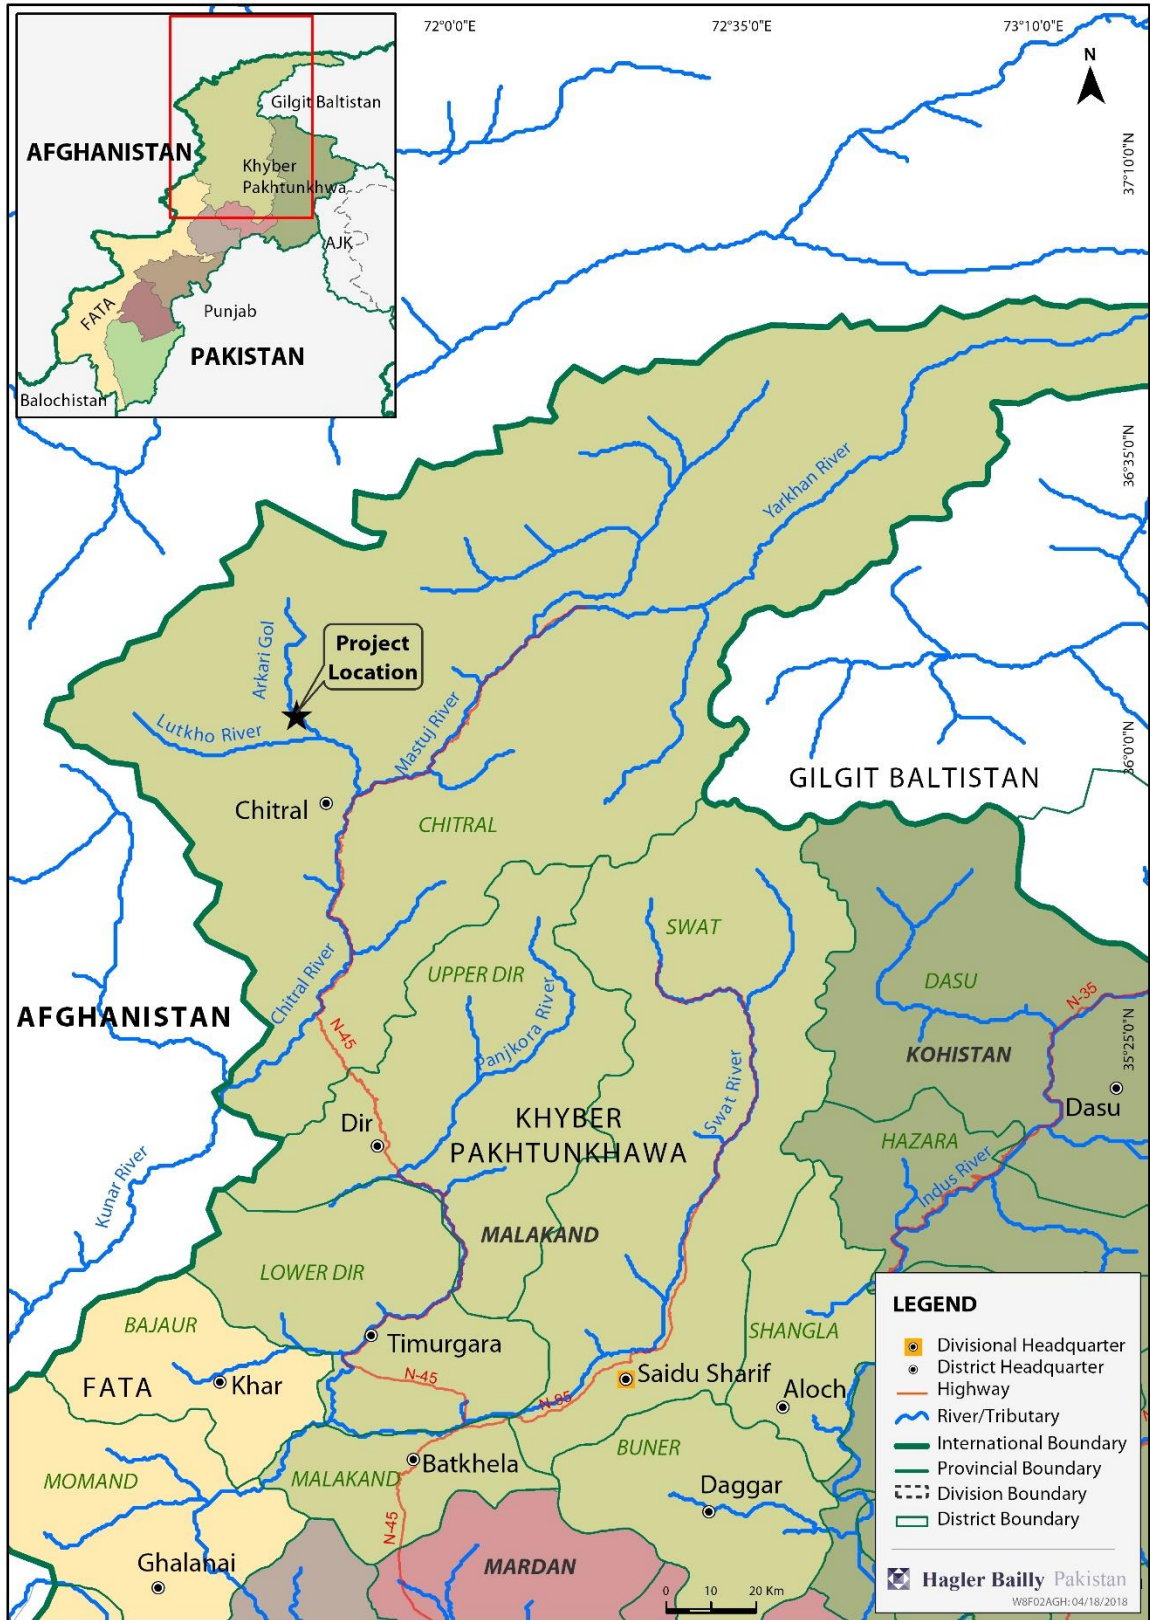 72°0'0"E
72°35'0"E
73°10'0"E
N
37°10'0"N
36°35'0"N
36°0'0"N
35°25'0"N
Gilgit Baltistan
AFGHANISTAN
Khyber
Pakhtunkhwa
AJK
FATA
Punjab
PAKISTAN
Balochistan
Yarkhan River
Arkari Gol
Project
Location
Lutkho River
Mastuj River
GILGIT BALTISTAN
Chitral
CHITRAL
SWAT
UPPER DIR
DASU
Chitral River
AFGHANISTAN
N-45
Panjkora River
N-35
KOHISTAN
Swat River
Dasu
Dir
KHYBER
PAKHTUNKHAWA
HAZARA
Indus River
Kunar River
MALAKAND
LOWER DIR
BAJAUR
SHANGLA
Timurgara
FATA
Khar
N-45
Saidu Sharif
N-95
Aloch
BUNER
MOMAND
MALAKAND
Batkhela
Daggar
N-45
Ghalanai
MARDAN
0 10 20 Km
LEGEND
Divisional Headquarter
District Headquarter
Highway
River/Tributary
International Boundary
Provincial Boundary
Division Boundary
District Boundary
Hagler Bailly Pakistan
W8F02AGH: 04/18/2018